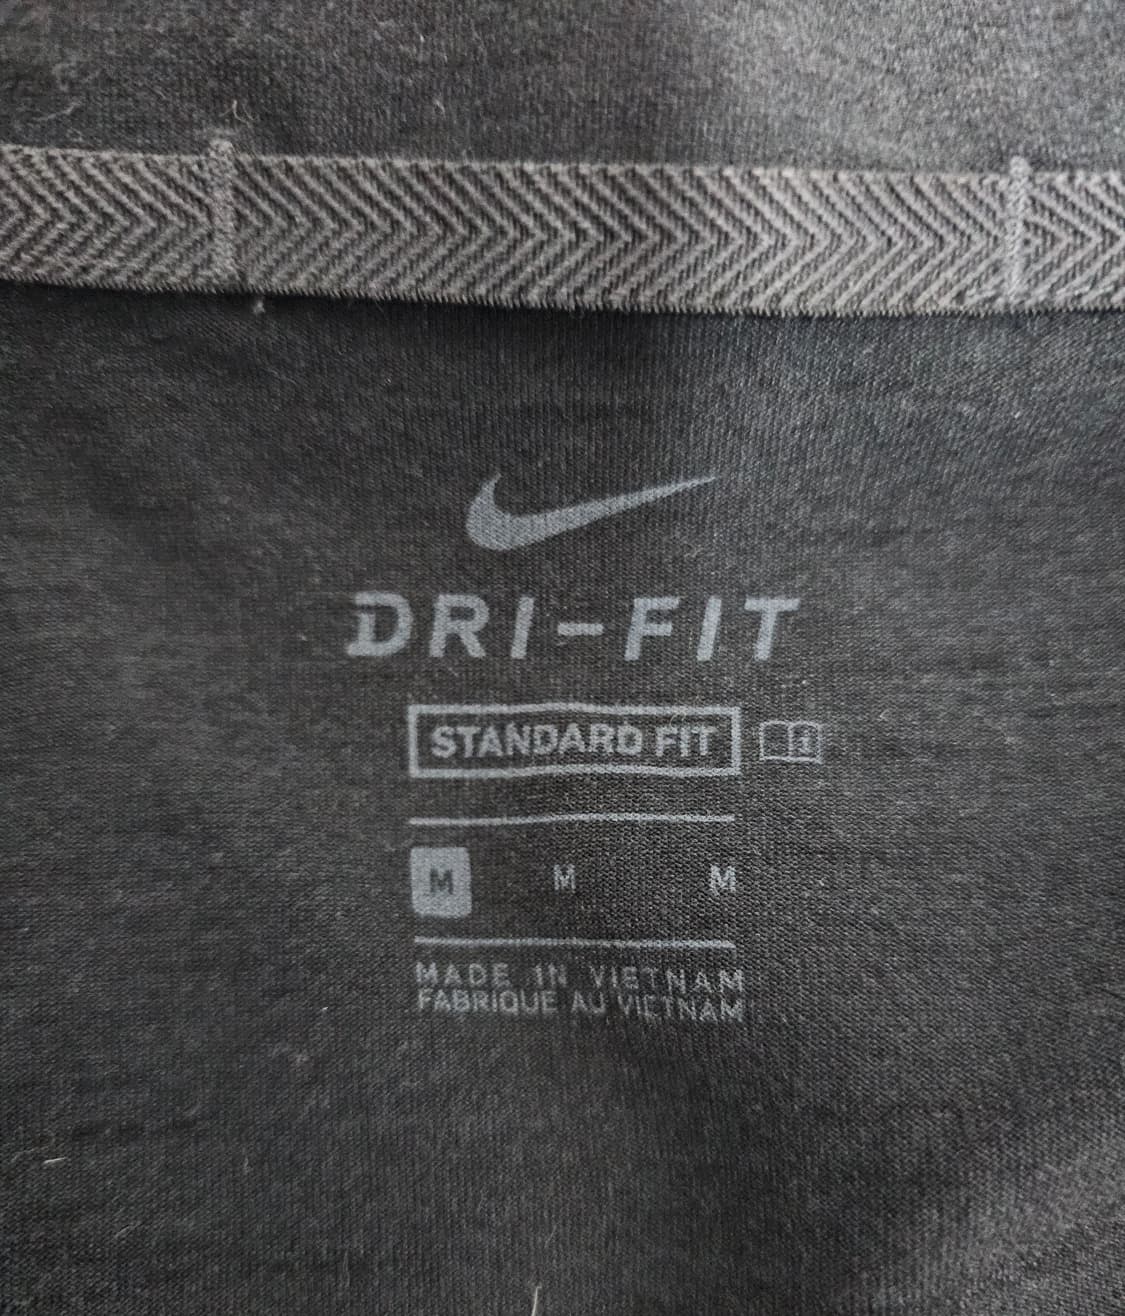 DRI-FIT
STANDARD FIT
M M M
MADE IN VIETNAM
FABRIQUE AU VIETNAM